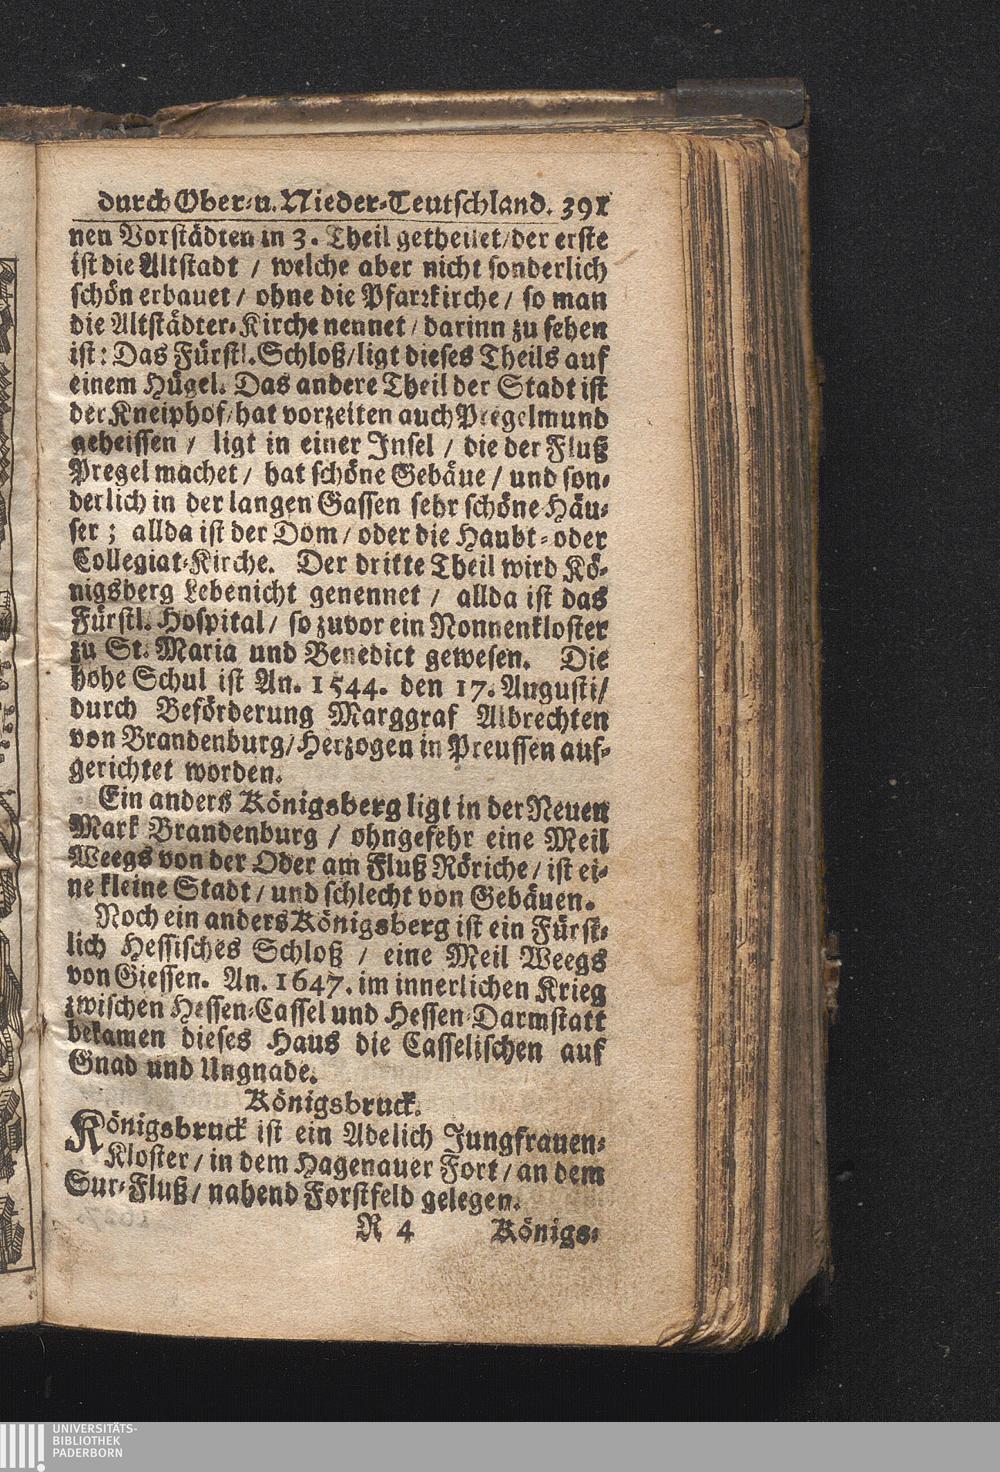 durch Ober- u. Nieder-Teutschland. 391
nen Vorstädten in 3. Theil getheilet/ der erste
ist die Altstadt / welche aber nicht sonderlich
schön erbauet / ohne die Pfarrkirche / so man
die Altstädter-Kirche nennet / darinn zu sehen
ist: Das Fürstl. Schloß/ ligt dieses Theils auf
einem Hügel. Das andere Theil der Stadt ist
der Kneiphof/ hat vorzeiten auch Pregelmund
geheissen / ligt in einer Insel / die der Fluß
Pregel machet / hat schöne Gebäue / und son-
derlich in der langen Gassen sehr schöne Häu-
ser ; allda ist der Dom / oder die Haubt- oder
Collegiat-Kirche. Der dritte Theil wird Kö-
nigsberg Lebenicht genennet / allda ist das
Fürstl. Hospital / so zuvor ein Nonnenkloster
zu St. Maria und Benedict gewesen. Die
hohe Schul ist An. 1544. den 17. Augusti/
durch Beförderung Marggraf Albrechten
von Brandenburg/ Herzogen in Preussen auf-
gerichtet worden.
Ein anders Königsberg ligt in der Neuen
Mark Brandenburg / ohngefehr eine Meil
Weegs von der Oder am Fluß Röriche / ist ei-
ne kleine Stadt / und schlecht von Gebäuen.
Noch ein anders Königsberg ist ein Fürst-
lich Hessisches Schloß / eine Meil Weegs
von Giessen. An. 1647. im innerlichen Krieg
zwischen Hessen-Cassel und Hessen-Darmstatt
bekamen dieses Haus die Casselischen auf
Gnad und Ungnade.
Königsbruck.
Königsbruck ist ein Adelich Jungfrauen-
Kloster / in dem Hagenauer Fort / an dem
Sur-Fluß / nahend Forstfeld gelegen.
R 4 Königs-
UNIVERSITÄTS-
BIBLIOTHEK
PADERBORN